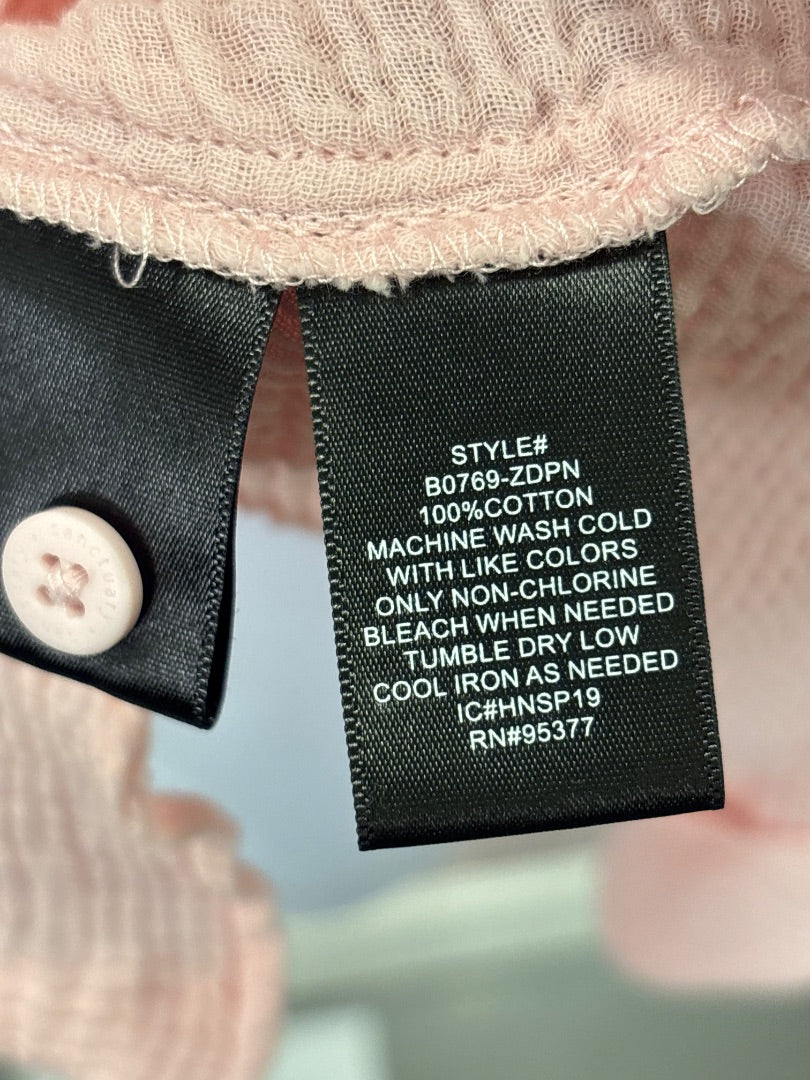 sanctuary
STYLE#
B0769-ZDPN
100%COTTON
MACHINE WASH COLD
WITH LIKE COLORS
ONLY NON-CHLORINE
BLEACH WHEN NEEDED
TUMBLE DRY LOW
COOL IRON AS NEEDED
IC#HNSP19
RN#95377